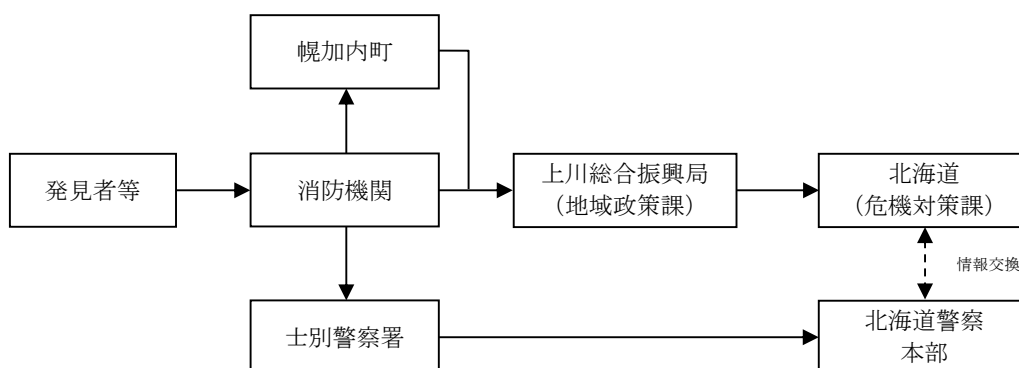 幌加内町
発見者等
消防機関
上川総合振興局
（地域政策課）
北海道
（危機対策課）
情報交換
士別警察署
北海道警察
本部